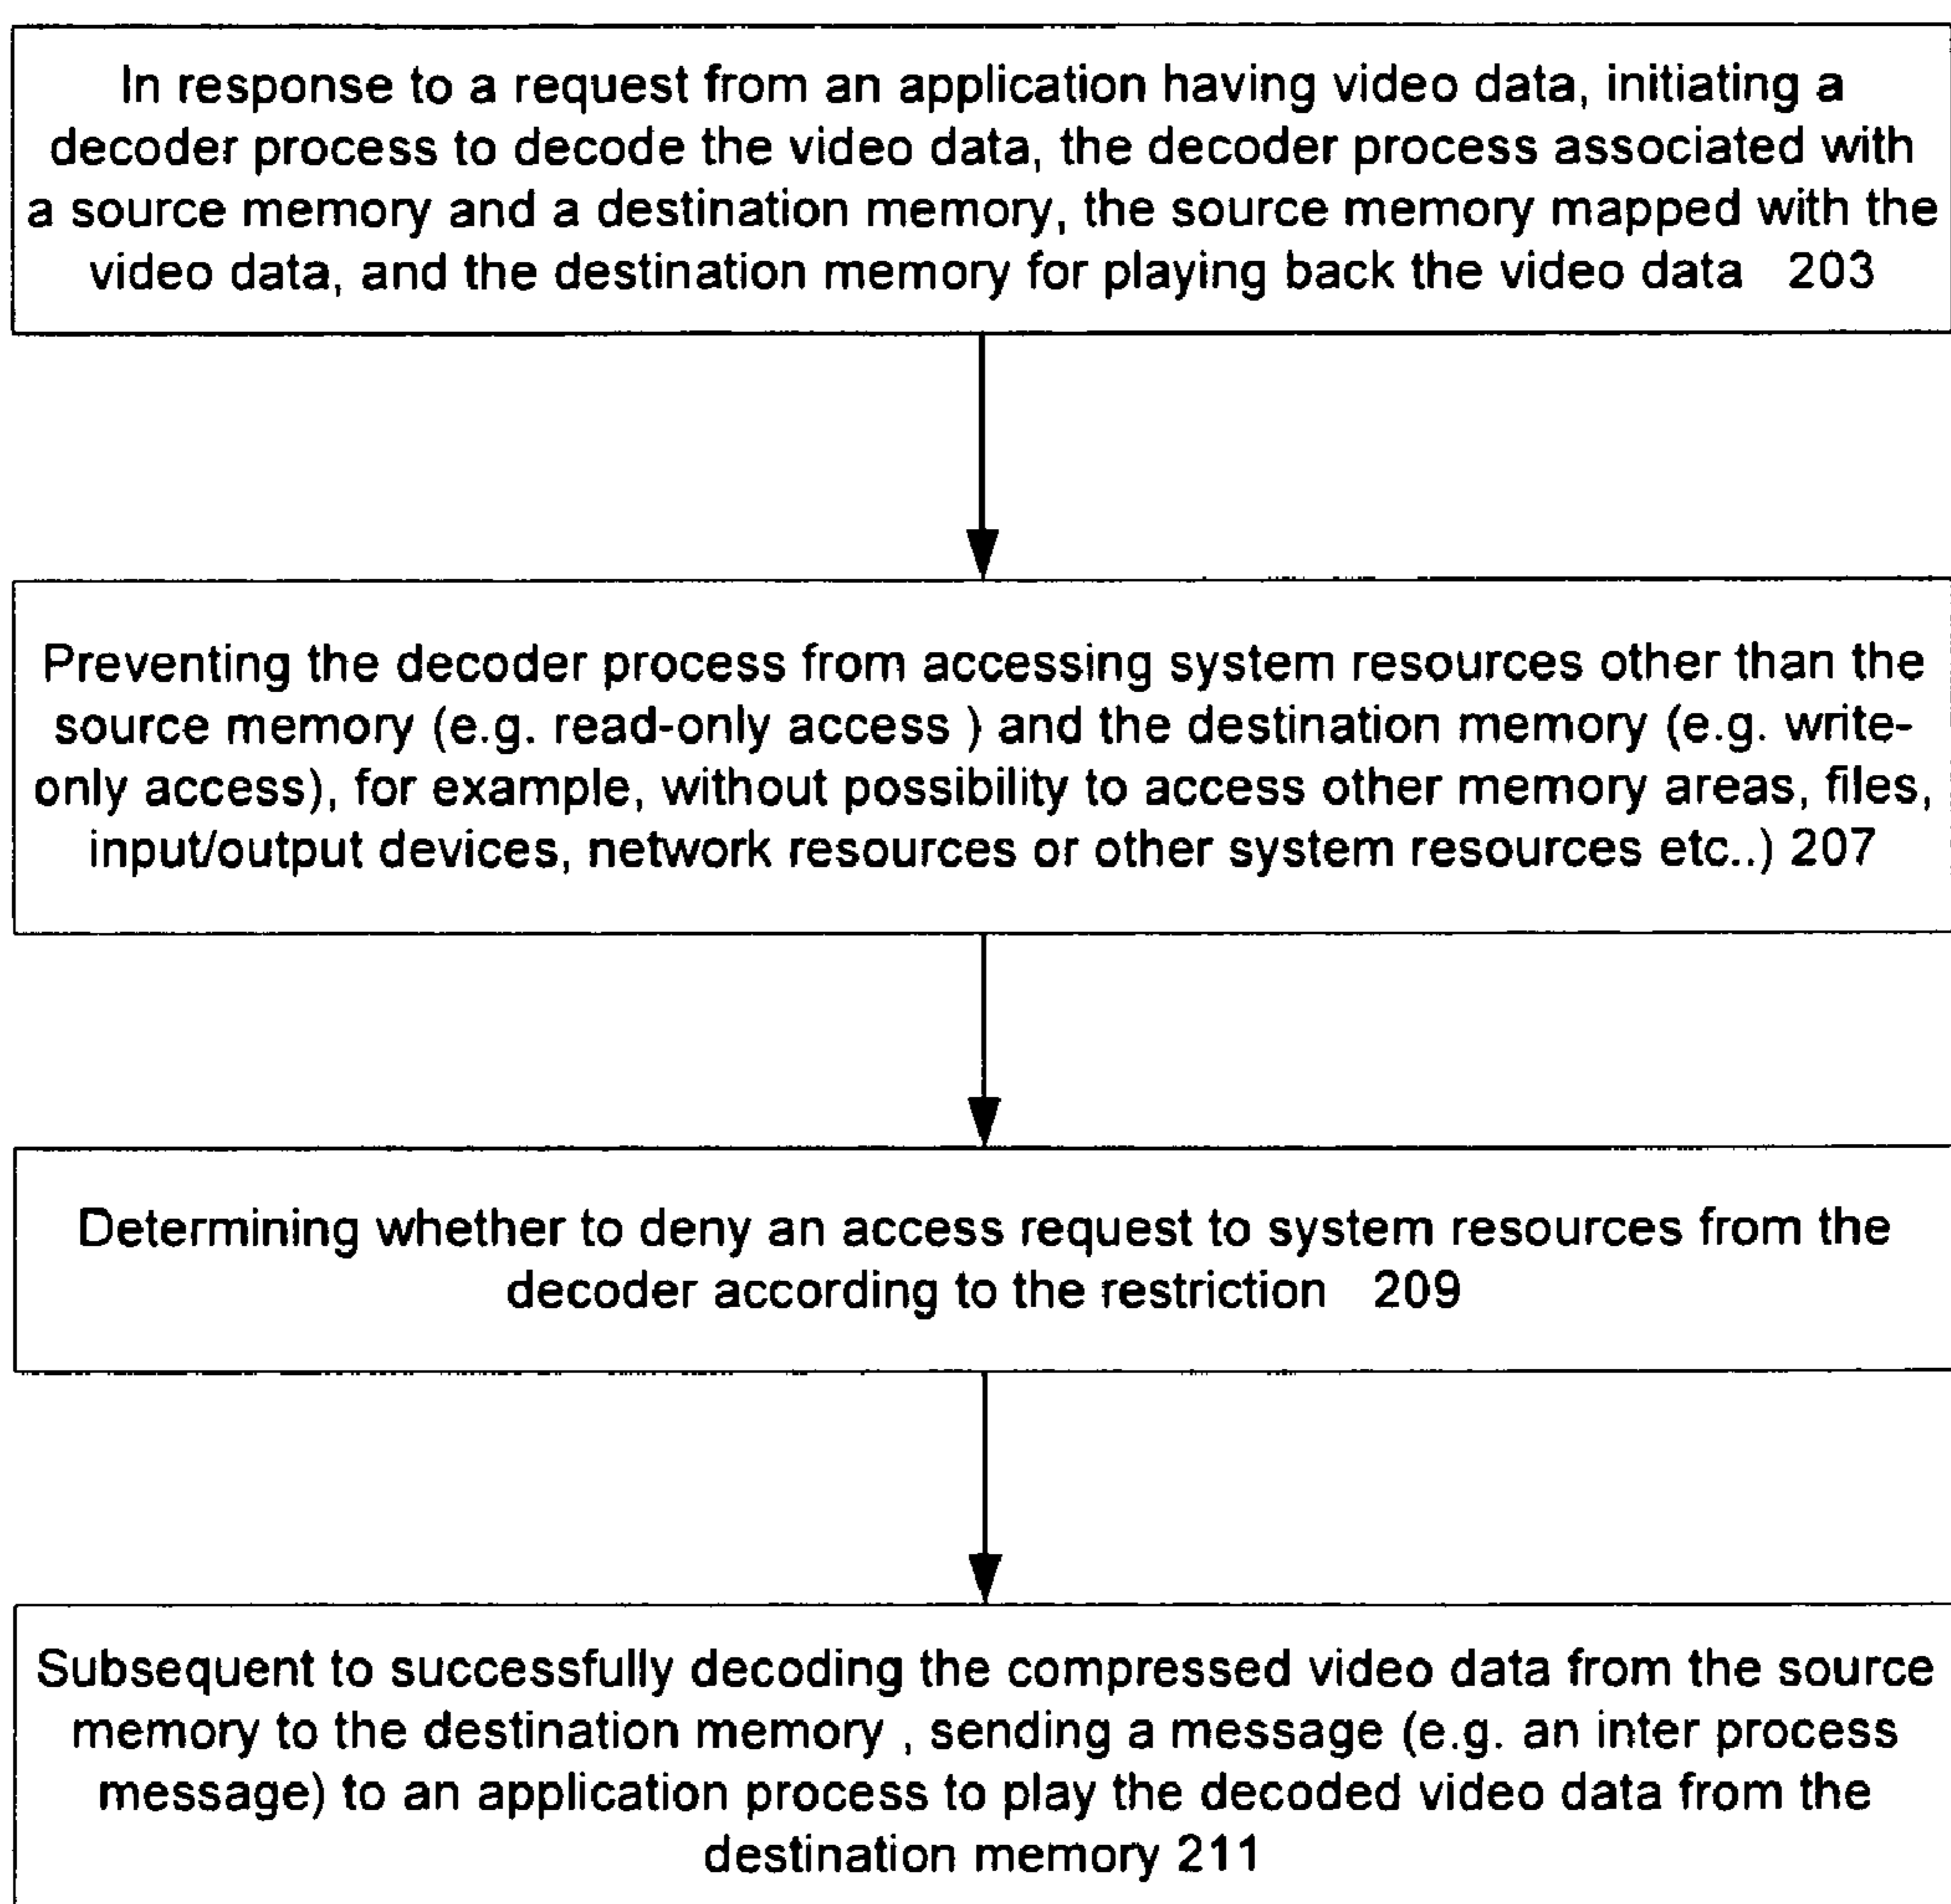 In response to a request from an application having video data, initiating a
decoder process to decode the video data, the decoder process associated with
a source memory and a destination memory, the source memory mapped with the
video data, and the destination memory for playing back the video data 203
Preventing the decoder process from accessing system resources other than the
source memory (e.g. read-only access ) and the destination memory (e.g. write-
only access), for example, without possibility to access other memory areas, files,
input/output devices, network resources or other system resources etc..) 207
Determining whether to deny an access request to system resources from the
decoder according to the restriction 209
Subsequent to successfully decoding the compressed video data from the source
memory to the destination memory , sending a message (e.g. an inter process
message) to an application process to play the decoded video data from the
destination memory 211